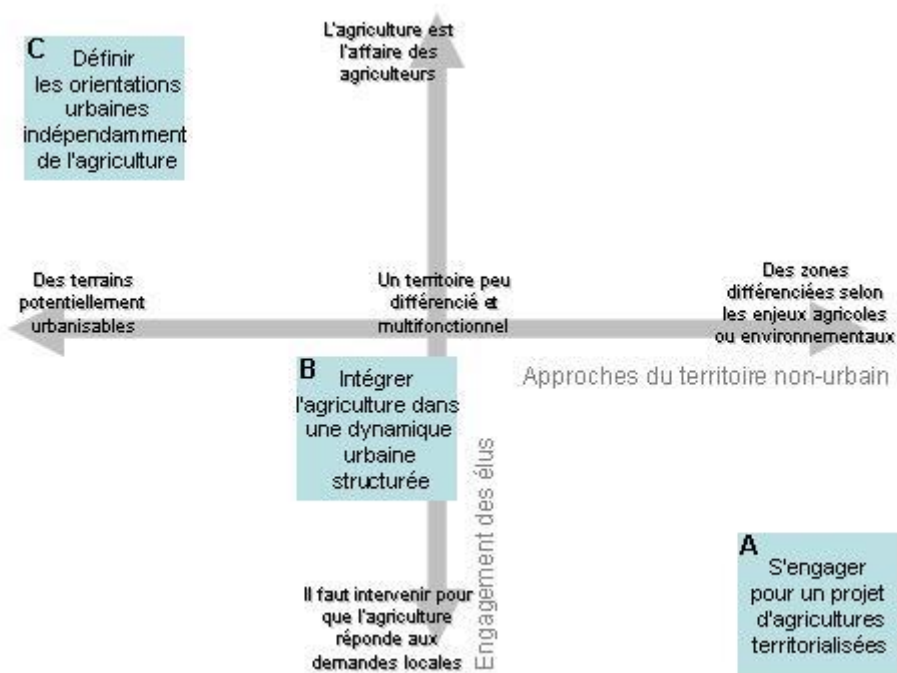 L'agriculture est
l'affaire des
agriculteurs
C
Définir
les orientations
urbaines
indépendamment
de l'agriculture
Des terrains
potentiellement
urbanisables
Un territoire peu
différencié et
multifonctionnel
Des zones
différenciées selon
les enjeux agricoles
ou environnementaux
Approches du territoire non-urbain
B
Intégrer
l'agriculture dans
une dynamique
urbaine
structurée
Engagement des élus
Il faut intervenir pour
que l'agriculture
réponde aux
demandes locales
A
S'engager
pour un projet
d'agricultures
territorialisées